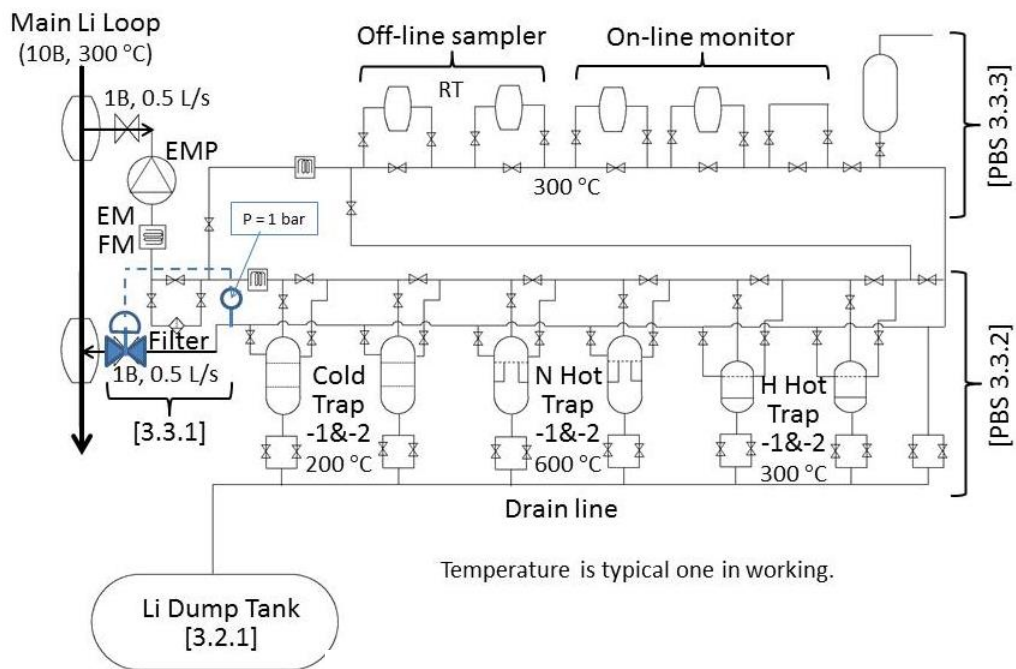 Main Li Loop
(10B, 300 °C)
1B, 0.5 L/s
EMP
EM
FM
P = 1 bar
Off-line sampler
RT
On-line monitor
300 °C
[PBS 3.3.3]
Filter
1B, 0.5 L/s
[3.3.1]
Cold
Trap
-1&-2
200 °C
N Hot
Trap
-1&-2
600 °C
H Hot
Trap
-1&-2
300 °C
[PBS 3.3.2]
Drain line
Temperature is typical one in working.
Li Dump Tank
[3.2.1]